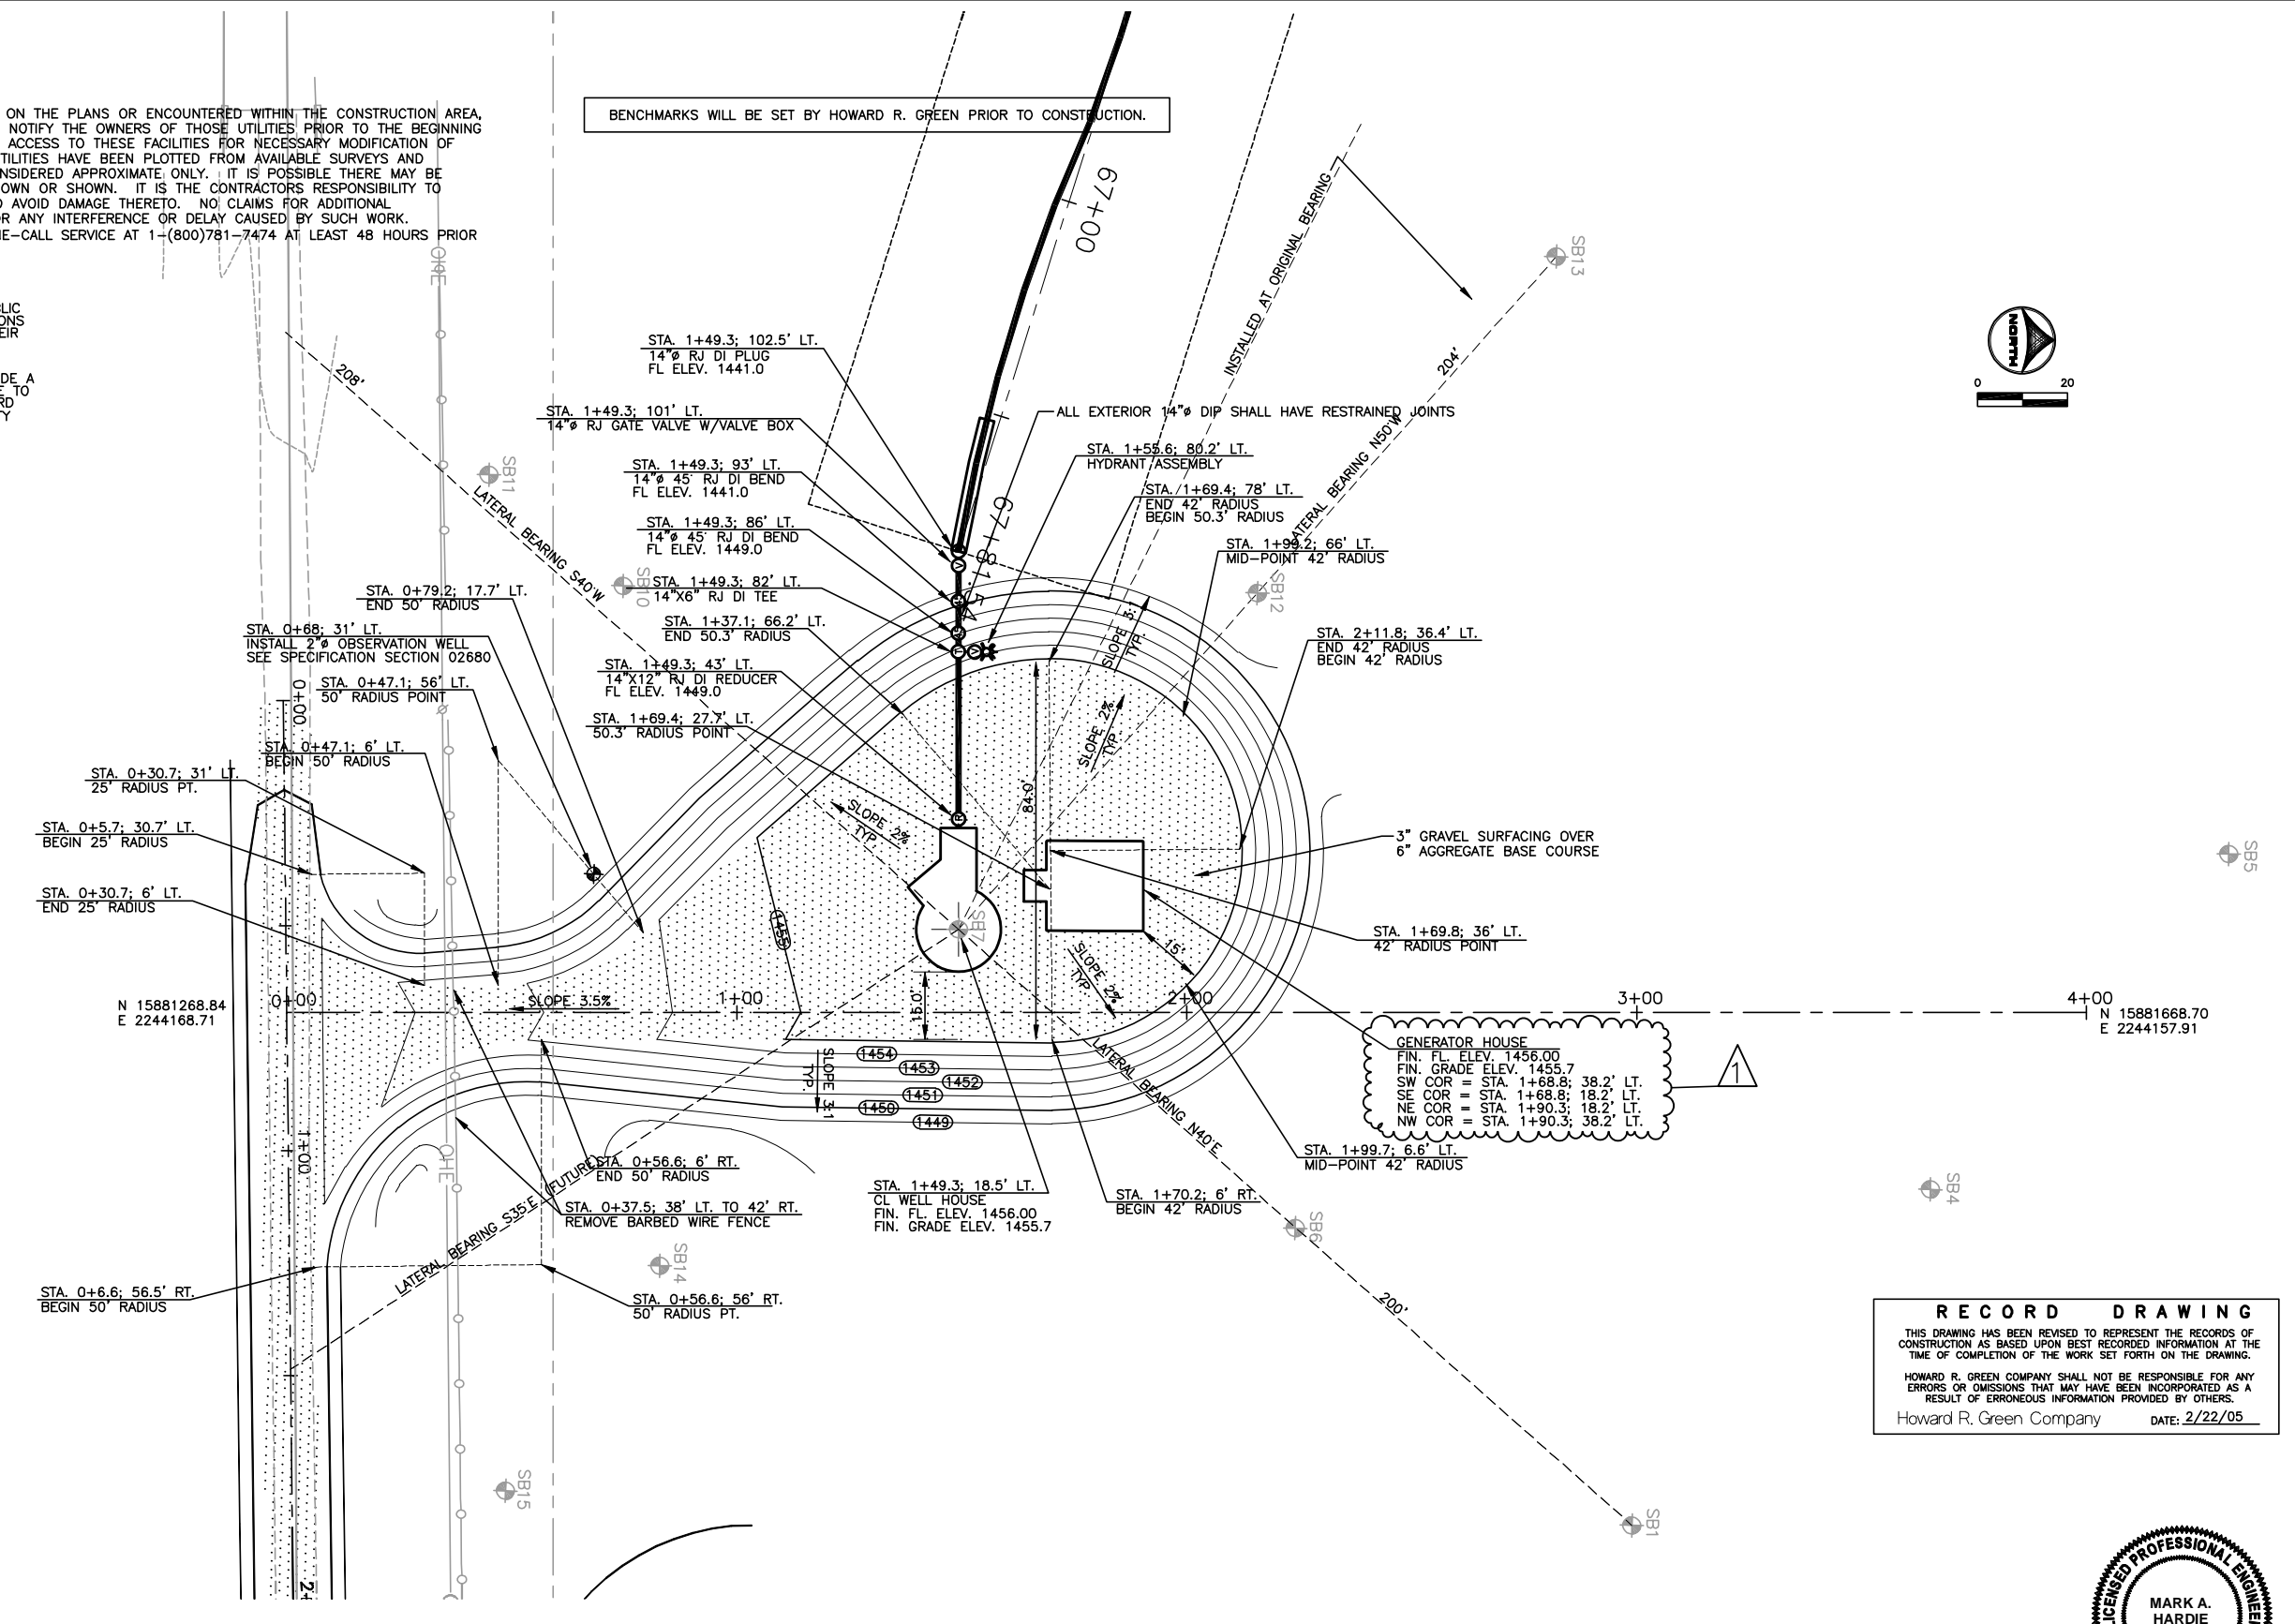 ON THE PLANS OR ENCOUNTERED WITHIN THE CONSTRUCTION AREA,
NOTIFY THE OWNERS OF THOSE UTILITIES PRIOR TO THE BEGINNING
ACCESS TO THESE FACILITIES FOR NECESSARY MODIFICATION OF
TILITIES HAVE BEEN PLOTTED FROM AVAILABLE SURVEYS AND
NSIDERED APPROXIMATE ONLY. IT IS POSSIBLE THERE MAY BE
OWN OR SHOWN. IT IS THE CONTRACTORS RESPONSIBILITY TO
O AVOID DAMAGE THERETO. NO CLAIMS FOR ADDITIONAL
R ANY INTERFERENCE OR DELAY CAUSED BY SUCH WORK.
NE-CALL SERVICE AT 1-(800)781-7474 AT LEAST 48 HOURS PRIOR
BLIC
ONS
EIR
DE A
E TO
RD
TY
BENCHMARKS WILL BE SET BY HOWARD R. GREEN PRIOR TO CONSTRUCTION.
67+00
67+81.54
INSTALLED AT ORIGINAL BEARING
SB13
204'
LATERAL BEARING N50°W
NORTH
0 20
OHE
208'
LATERAL BEARING S40°W
SB11
SB10
STA. 1+49.3; 102.5' LT.
14"ø RJ DI PLUG
FL ELEV. 1441.0
STA. 1+49.3; 101' LT.
14"ø RJ GATE VALVE W/VALVE BOX
STA. 1+49.3; 93' LT.
14"ø 45° RJ DI BEND
FL ELEV. 1441.0
STA. 1+49.3; 86' LT.
14"ø 45° RJ DI BEND
FL ELEV. 1449.0
STA. 1+49.3; 82' LT.
14"X6" RJ DI TEE
STA. 1+37.1; 66.2' LT.
END 50.3' RADIUS
STA. 1+49.3; 43' LT.
14"X12" RJ DI REDUCER
FL ELEV. 1449.0
STA. 1+69.4; 27.7' LT.
50.3' RADIUS POINT
ALL EXTERIOR 14"ø DIP SHALL HAVE RESTRAINED JOINTS
STA. 1+55.6; 80.2' LT.
HYDRANT ASSEMBLY
STA. 1+69.4; 78' LT.
END 42' RADIUS
BEGIN 50.3' RADIUS
STA. 1+99.2; 66' LT.
MID-POINT 42' RADIUS
SB12
STA. 2+11.8; 36.4' LT.
END 42' RADIUS
BEGIN 42' RADIUS
STA. 0+79.2; 17.7' LT.
END 50' RADIUS
STA. 0+68; 31' LT.
INSTALL 2"ø OBSERVATION WELL
SEE SPECIFICATION SECTION 02680
STA. 0+47.1; 56' LT.
50' RADIUS POINT
0+00
STA. 0+47.1; 6' LT.
BEGIN 50' RADIUS
STA. 0+30.7; 31' LT.
25' RADIUS PT.
STA. 0+5.7; 30.7' LT.
BEGIN 25' RADIUS
STA. 0+30.7; 6' LT.
END 25' RADIUS
SLOPE 3:1
TYP.
SLOPE 2%
TYP
SLOPE 2%
TYP
84.0'
3" GRAVEL SURFACING OVER
6" AGGREGATE BASE COURSE
SB5
1455
SB7
STA. 1+69.8; 36' LT.
42' RADIUS POINT
15'
SLOPE 2%
TYP
15.0'
N 15881268.84
E 2244168.71
0+00
SLOPE 3.5%
1+00
2+00
3+00
4+00
N 15881668.70
E 2244157.91
GENERATOR HOUSE
FIN. FL. ELEV. 1456.00
FIN. GRADE ELEV. 1455.7
SW COR = STA. 1+68.8; 38.2' LT.
SE COR = STA. 1+68.8; 18.2' LT.
NE COR = STA. 1+90.3; 18.2' LT.
NW COR = STA. 1+90.3; 38.2' LT.
1
SLOPE 3:1
TYP.
1454
1453
1452
1451
1450
1449
LATERAL BEARING N40°E
STA. 1+99.7; 6.6' LT.
MID-POINT 42' RADIUS
1+00
OHE
STA. 0+56.6; 6' RT.
END 50' RADIUS
STA. 0+37.5; 38' LT. TO 42' RT.
REMOVE BARBED WIRE FENCE
LATERAL BEARING S35°E (FUTURE)
STA. 1+49.3; 18.5' LT.
CL WELL HOUSE
FIN. FL. ELEV. 1456.00
FIN. GRADE ELEV. 1455.7
STA. 1+70.2; 6' RT.
BEGIN 42' RADIUS
SB6
SB4
SB14
STA. 0+6.6; 56.5' RT.
BEGIN 50' RADIUS
STA. 0+56.6; 56' RT.
50' RADIUS PT.
200'
SB15
SB1
RECORD DRAWING
THIS DRAWING HAS BEEN REVISED TO REPRESENT THE RECORDS OF
CONSTRUCTION AS BASED UPON BEST RECORDED INFORMATION AT THE
TIME OF COMPLETION OF THE WORK SET FORTH ON THE DRAWING.
HOWARD R. GREEN COMPANY SHALL NOT BE RESPONSIBLE FOR ANY
ERRORS OR OMISSIONS THAT MAY HAVE BEEN INCORPORATED AS A
RESULT OF ERRONEOUS INFORMATION PROVIDED BY OTHERS.
Howard R. Green Company DATE: 2/22/05
LICENSED PROFESSIONAL ENGINEER
MARK A.
HARDIE